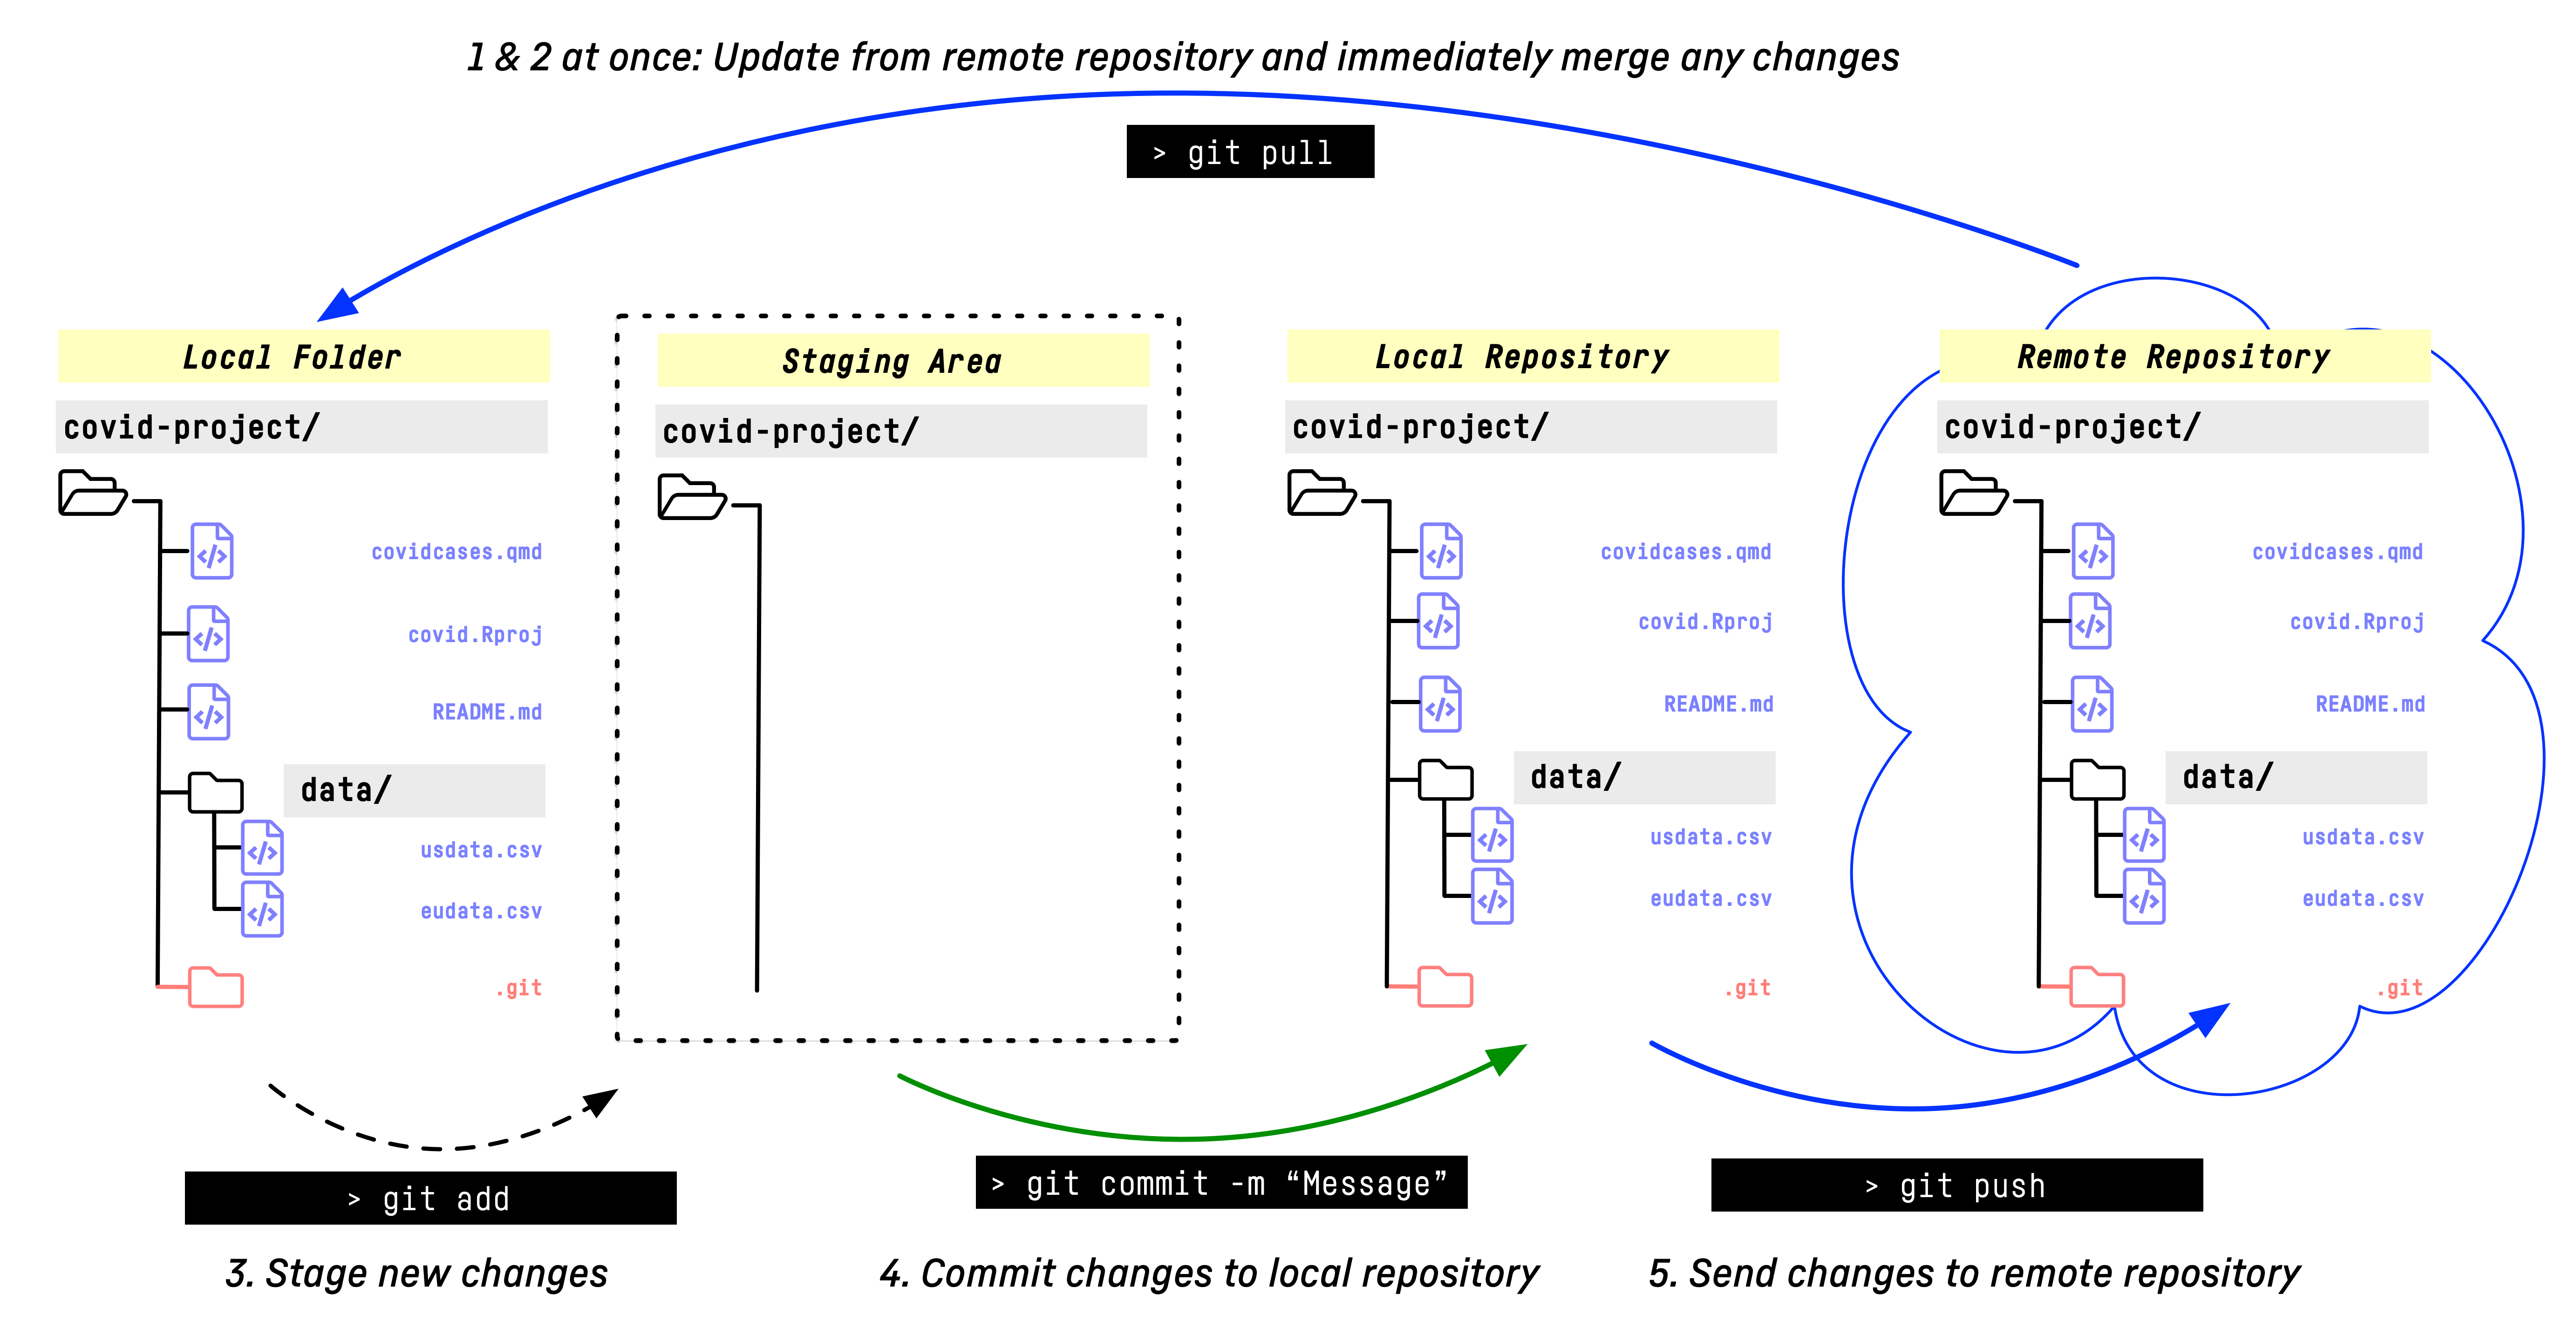 1 & 2 at once: Update from remote repository and immediately merge any changes
> git pull
Local Folder
covid-project/
covidcases.qmd
covid.Rproj
README.md
data/
usdata.csv
eudata.csv
.git
Staging Area
covid-project/
Local Repository
covid-project/
covidcases.qmd
covid.Rproj
README.md
data/
usdata.csv
eudata.csv
.git
Remote Repository
covid-project/
covidcases.qmd
covid.Rproj
README.md
data/
usdata.csv
eudata.csv
.git
> git add
3. Stage new changes
> git commit -m “Message”
4. Commit changes to local repository
> git push
5. Send changes to remote repository